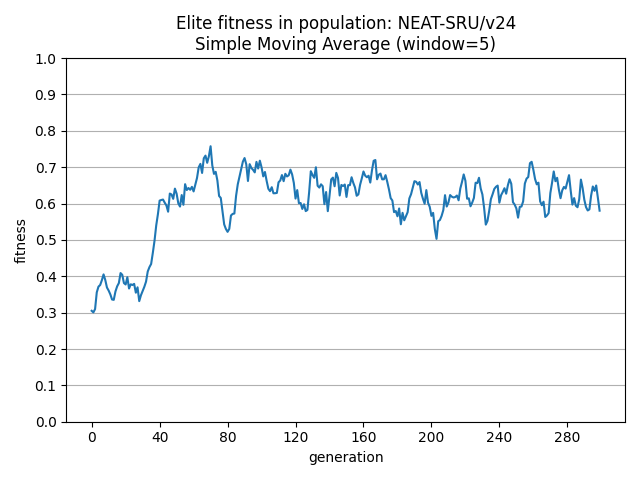 Elite fitness in population: NEAT-SRU/v24
Simple Moving Average (window=5)
1.0
0.9
0.8
0.7
0.6
0.5
0.4
0.3
0.2
0.1
0.0
fitness
0 40 80 120 160 200 240 280
generation